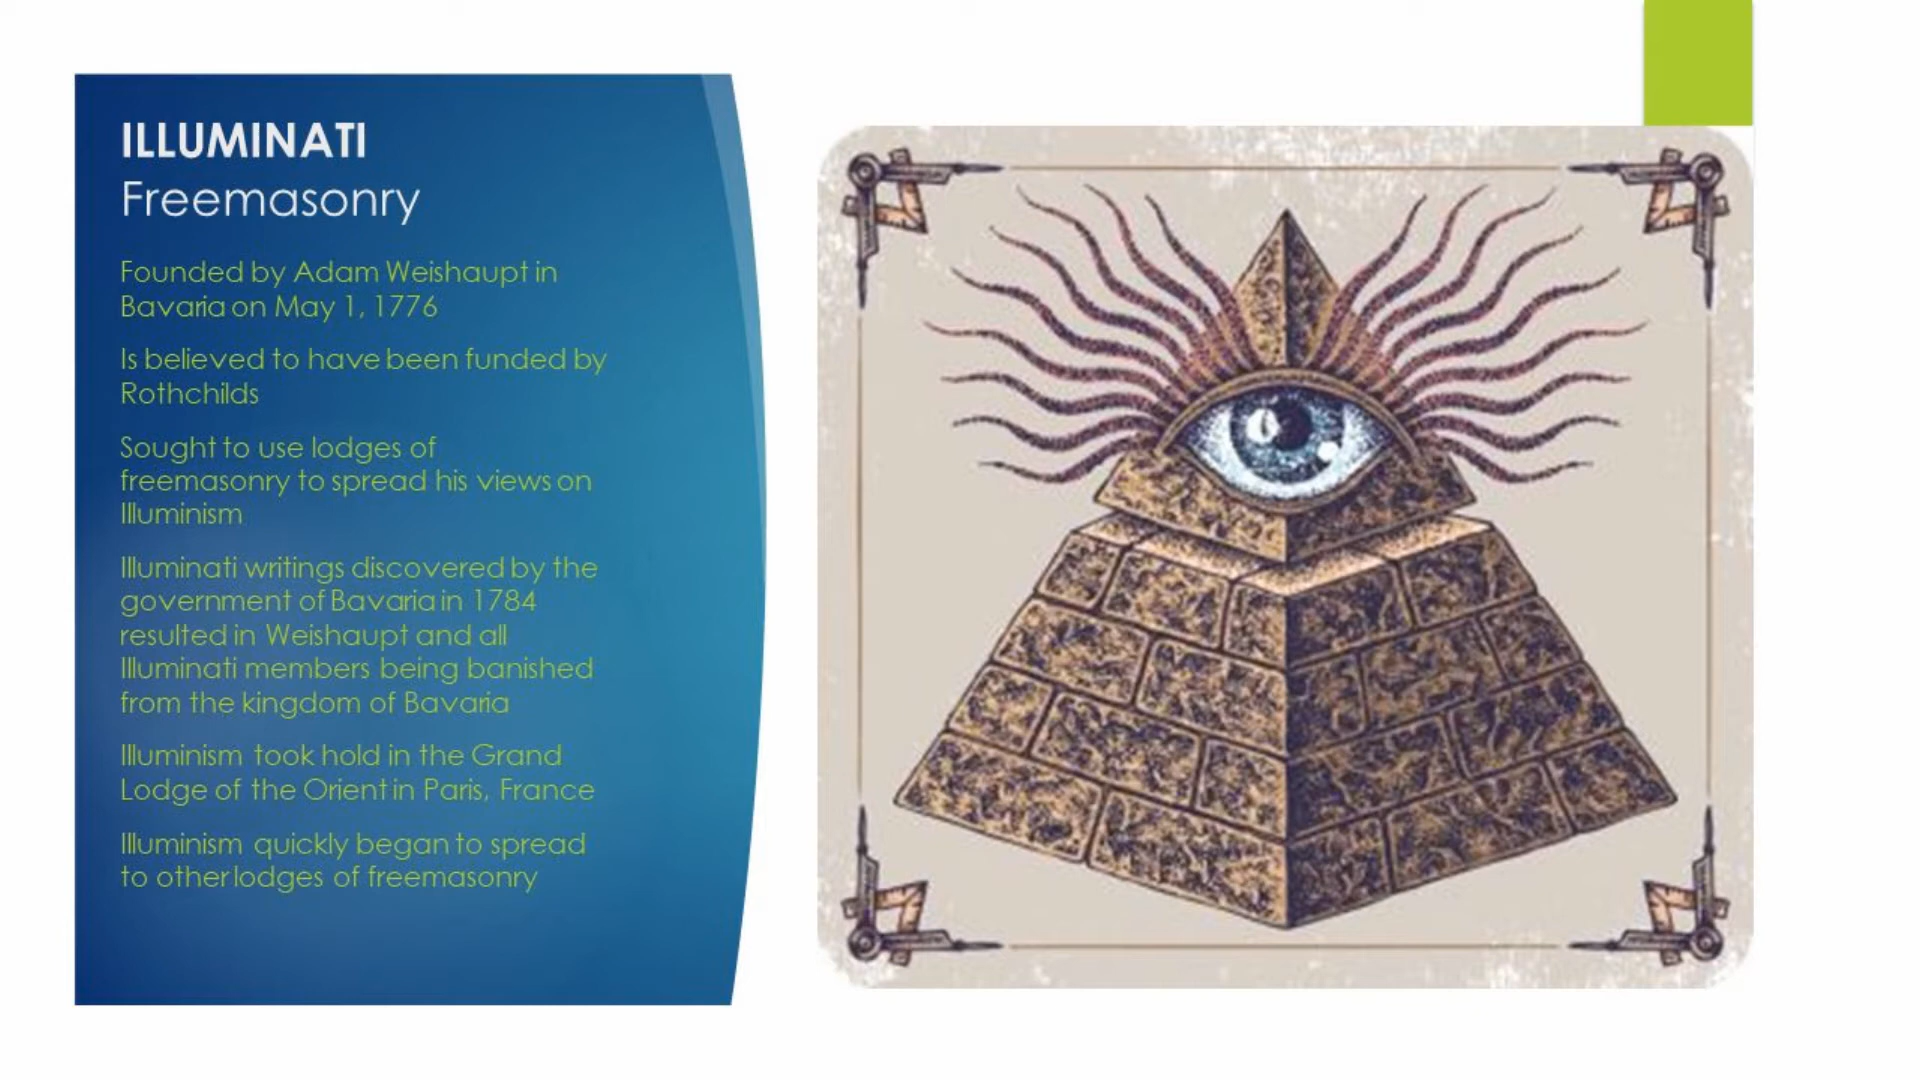 ILLUMINATI
Freemasonry
Founded by Adam Weishaupt in
Bavaria on May 1, 1776
Is believed to have been funded by
Rothchilds
Sought to use lodges of
freemasonry to spread his views on
Illuminism
Illuminati writings discovered by the
government of Bavaria in 1784
resulted in Weishaupt and all
Illuminati members being banished
from the kingdom of Bavaria
Illuminism took hold in the Grand
Lodge of the Orient in Paris, France
Illuminism quickly began to spread
to other lodges of freemasonry